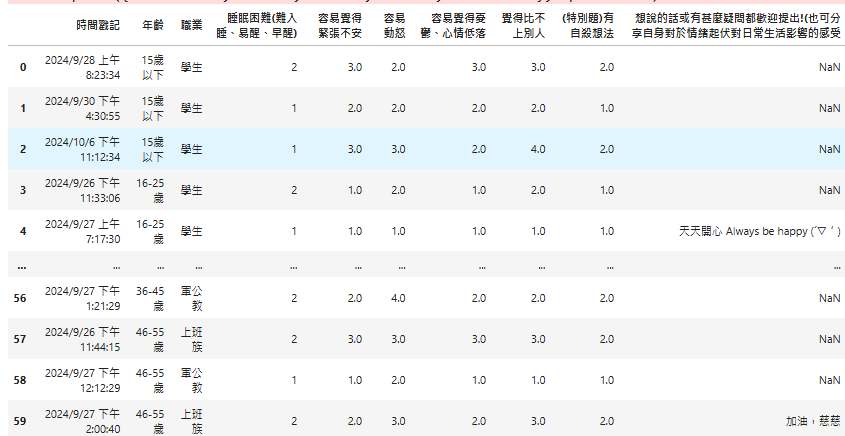 時間戳記 年齡 職業 睡眠困難(難入睡、易醒、早醒) 容易覺得緊張不安 容易動怒 容易覺得憂鬱、心情低落 覺得比不上別人 (特別題)有自殺想法 想說的話或有甚麼疑問都歡迎提出!(也可分享自身對於情緒起伏對日常生活影響的感受
0 2024/9/28 上午 8:23:34 15歲以下 學生 2 3.0 2.0 3.0 3.0 2.0 NaN
1 2024/9/30 下午 4:30:55 15歲以下 學生 1 2.0 2.0 2.0 2.0 1.0 NaN
2 2024/10/6 下午 11:12:34 15歲以下 學生 1 3.0 3.0 2.0 4.0 2.0 NaN
3 2024/9/26 下午 11:33:06 16-25歲 學生 2 1.0 2.0 1.0 2.0 1.0 NaN
4 2024/9/27 上午 7:17:30 16-25歲 學生 1 1.0 1.0 1.0 1.0 1.0 天天開心 Always be happy (´▽`)
... ... ... ... ... ... ... ... ... ... ...
56 2024/9/27 下午 1:21:29 36-45歲 軍公教 2 2.0 4.0 2.0 2.0 2.0 NaN
57 2024/9/26 下午 11:44:15 46-55歲 上班族 2 3.0 3.0 3.0 3.0 2.0 NaN
58 2024/9/27 下午 12:12:29 46-55歲 軍公教 1 1.0 2.0 1.0 1.0 1.0 NaN
59 2024/9/27 下午 2:00:40 46-55歲 上班族 2 2.0 3.0 2.0 3.0 2.0 加油，慈慈